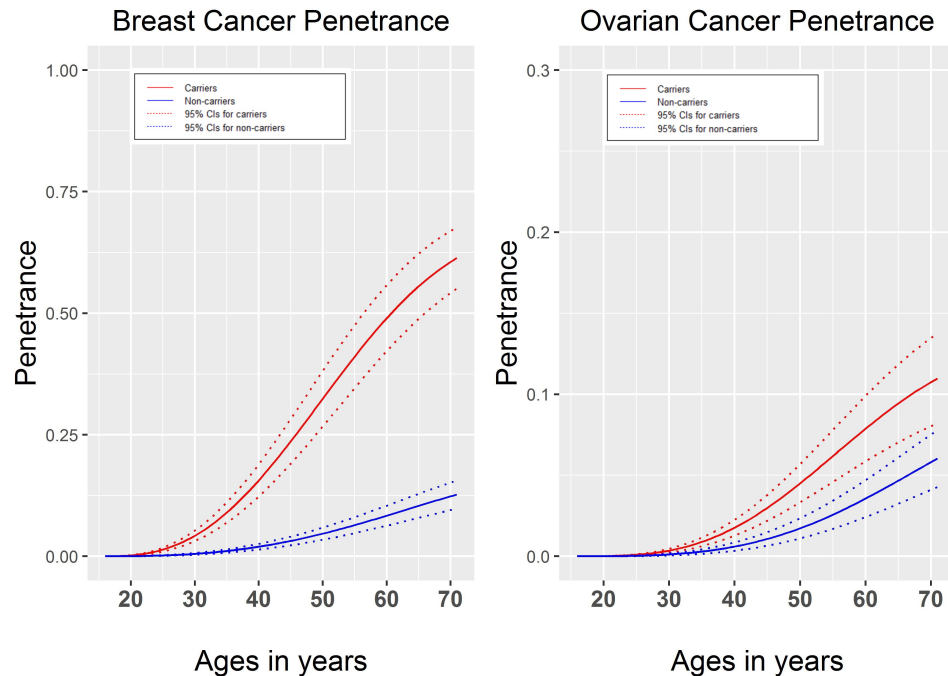 Breast Cancer Penetrance
1.00
0.75
0.50
0.25
0.00
Penetrance
Carriers
Non-carriers
95% CIs for carriers
95% CIs for non-carriers
20 30 40 50 60 70
Ages in years
Ovarian Cancer Penetrance
0.3
0.2
0.1
0.0
Penetrance
Carriers
Non-carriers
95% CIs for carriers
95% CIs for non-carriers
20 30 40 50 60 70
Ages in years